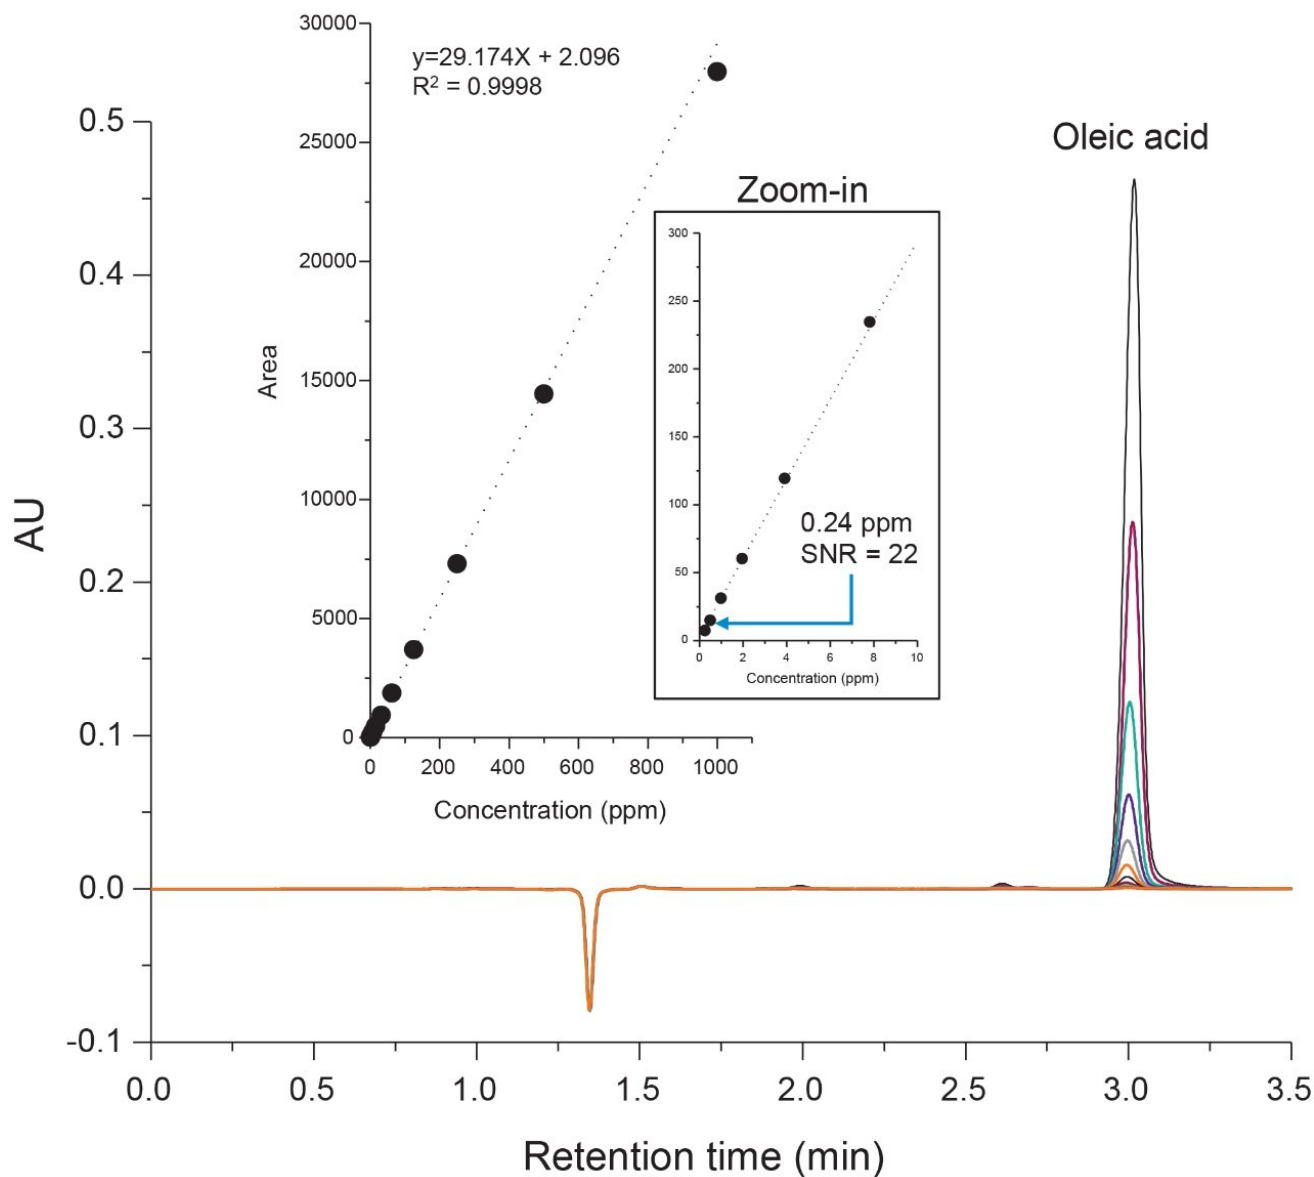 30000
y=29.174X + 2.096
R² = 0.9998
25000
20000
15000
10000
5000
0
Area
0 200 400 600 800 1000
Concentration (ppm)
Zoom-in
300
250
200
150
100
50
0
0.24 ppm
SNR = 22
0 2 4 6 8 10
Concentration (ppm)
Oleic acid
0.5
0.4
0.3
0.2
0.1
0.0
-0.1
AU
0.0 0.5 1.0 1.5 2.0 2.5 3.0 3.5
Retention time (min)